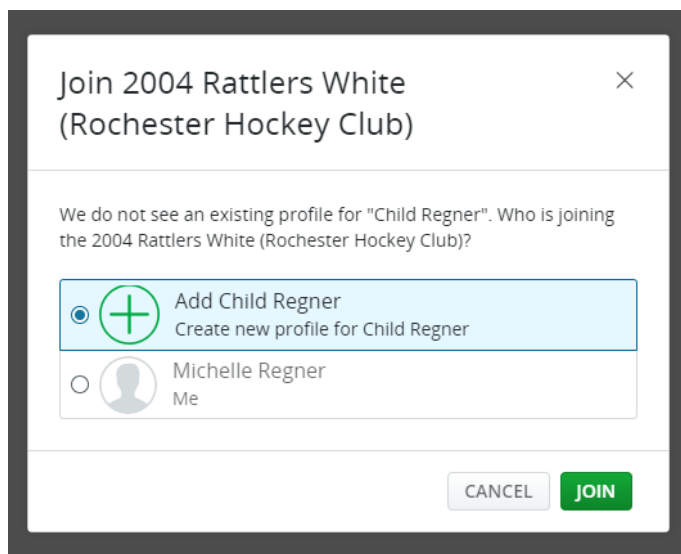 Join 2004 Rattlers White
(Rochester Hockey Club)
We do not see an existing profile for "Child Regner". Who is joining
the 2004 Rattlers White (Rochester Hockey Club)?
Add Child Regner
Create new profile for Child Regner
Michelle Regner
Me
CANCEL JOIN